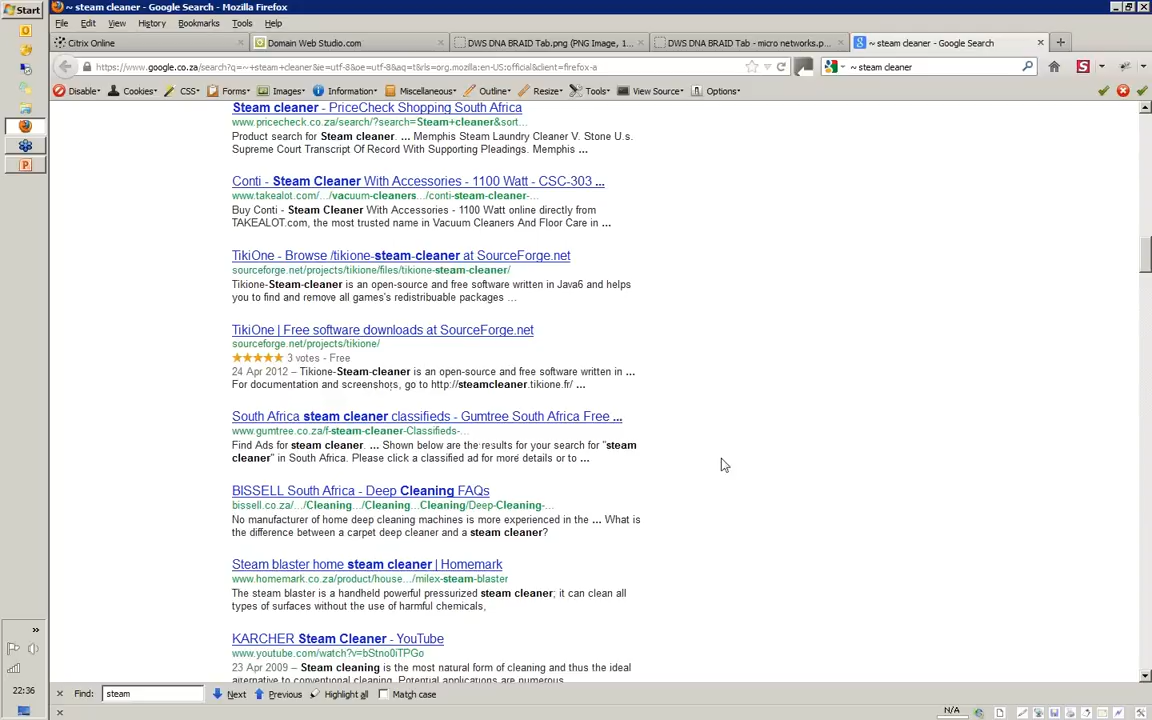 Start
~ steam cleaner - Google Search - Mozilla Firefox
File Edit View History Bookmarks Tools Help
Citrix Online
Domain Web Studio.com
DWS DNA BRAID Tab.png (PNG Image, 1...
DWS DNA BRAID Tab - micro networks.p...
~ steam cleaner - Google Search
https://www.google.co.za/search?q=~+steam+cleaner&ie=utf-8&oe=utf-8&aq=t&rls=org.mozilla:en-US:official&client=firefox-a
~ steam cleaner
Disable Cookies CSS Forms Images Information Miscellaneous Outline Resize Tools View Source Options
Steam cleaner - PriceCheck Shopping South Africa
www.pricecheck.co.za/search/?search=Steam+cleaner&sort...
Product search for Steam cleaner. ... Memphis Steam Laundry Cleaner V. Stone U.s.
Supreme Court Transcript Of Record With Supporting Pleadings. Memphis ...
Conti - Steam Cleaner With Accessories - 1100 Watt - CSC-303 ...
www.takealot.com/.../vacuum-cleaners.../conti-steam-cleaner-...
Buy Conti - Steam Cleaner With Accessories - 1100 Watt online directly from
TAKEALOT.com, the most trusted name in Vacuum Cleaners And Floor Care in ...
TikiOne - Browse /tikione-steam-cleaner at SourceForge.net
sourceforge.net/projects/tikione/files/tikione-steam-cleaner/
Tikione-Steam-cleaner is an open-source and free software written in Java6 and helps
you to find and remove all games's redistribuable packages ...
TikiOne | Free software downloads at SourceForge.net
sourceforge.net/projects/tikione/
3 votes - Free
24 Apr 2012 – Tikione-Steam-cleaner is an open-source and free software written in ...
For documentation and screenshots, go to http://steamcleaner.tikione.fr/ ...
South Africa steam cleaner classifieds - Gumtree South Africa Free ...
www.gumtree.co.za/f-steam-cleaner-Classifieds-...
Find Ads for steam cleaner. ... Shown below are the results for your search for "steam
cleaner" in South Africa. Please click a classified ad for more details or to ...
BISSELL South Africa - Deep Cleaning FAQs
bissell.co.za/.../Cleaning.../Cleaning...Cleaning/Deep-Cleaning-...
No manufacturer of home deep cleaning machines is more experienced in the ... What is
the difference between a carpet deep cleaner and a steam cleaner?
Steam blaster home steam cleaner | Homemark
www.homemark.co.za/product/house.../milex-steam-blaster
The steam blaster is a handheld powerful pressurized steam cleaner; it can clean all
types of surfaces without the use of harmful chemicals,
KARCHER Steam Cleaner - YouTube
www.youtube.com/watch?v=bStno0iTPGo
23 Apr 2009 – Steam cleaning is the most natural form of cleaning and thus the ideal
alternative to conventional cleaning. Potential applications are numerous
22:36
Find: steam Next Previous Highlight all Match case
N/A